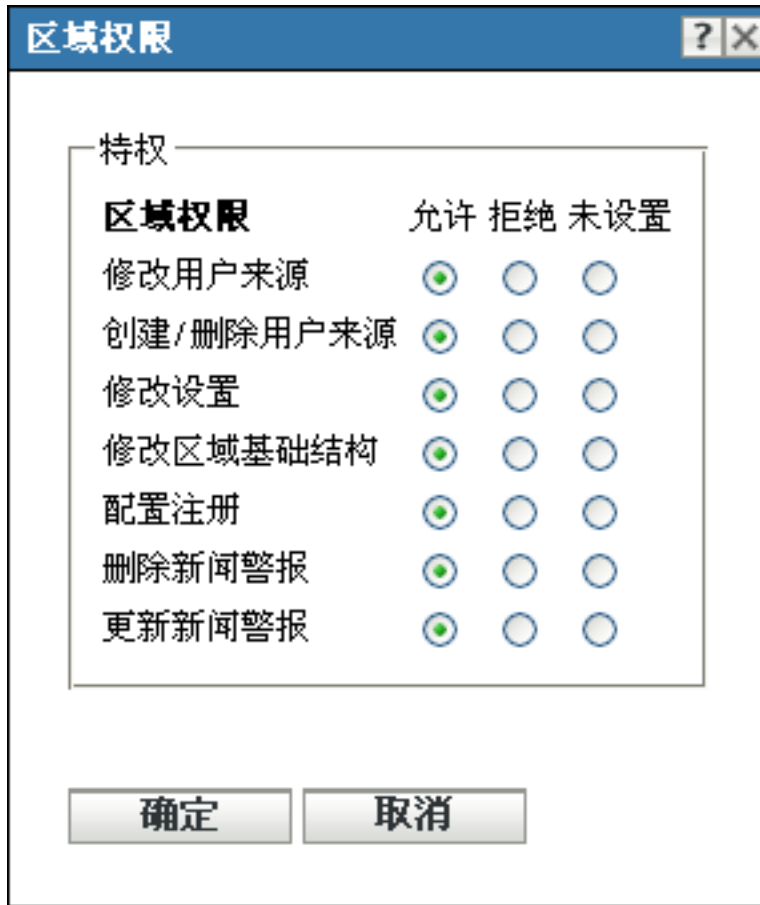 区域权限
特权
区域权限 允许 拒绝 未设置
修改用户来源
创建/删除用户来源
修改设置
修改区域基础结构
配置注册
删除新闻警报
更新新闻警报
确定 取消